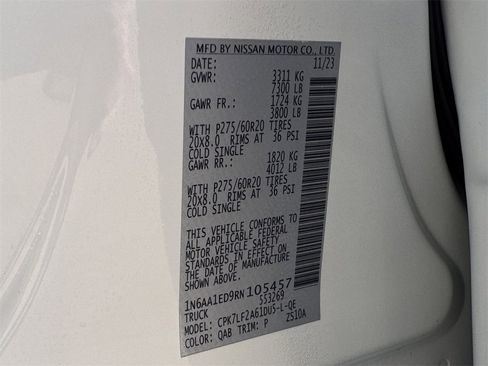 MFD BY NISSAN MOTOR CO., LTD.
DATE: 11/23
GVWR: 3311 KG
7300 LB
GAWR FR.: 1724 KG
3800 LB
WITH P275/60R20 TIRES
20X8.0 RIMS AT 36 PSI
COLD SINGLE
GAWR RR.: 1820 KG
4012 LB
WITH P275/60R20 TIRES
20X8.0 RIMS AT 36 PSI
COLD SINGLE
THIS VEHICLE CONFORMS TO
ALL APPLICABLE FEDERAL
MOTOR VEHICLE SAFETY
STANDARDS IN EFFECT
ON THE DATE OF MANUFACTURE
SHOWN ABOVE.
1N6AA1ED9RN105457
TRUCK 553269
MODEL: CPK7LF2A61DUS-L-QE
COLOR: QAB TRIM: P ZS10A